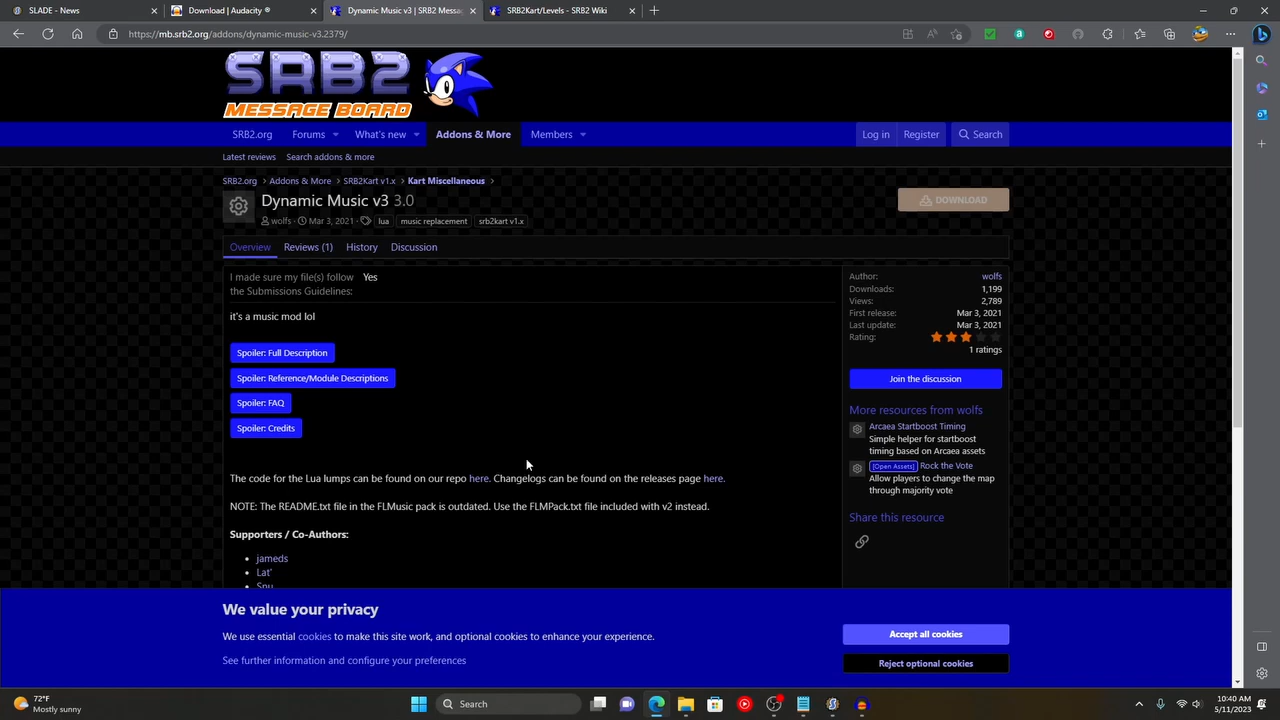 SLADE - News
Download
Dynamic Music v3
SRB2Kart/Levels - SRB2 Wiki
https://mb.srb2.org/addons/dynamic-music-v3.2379/
SRB2
MESSAGE BOARD
SRB2.org
Forums
What's new
Addons & More
Members
Log in
Register
Search
Latest reviews
Search addons & more
SRB2.org
Addons & More
SRB2Kart v1.x
Kart Miscellaneous
Dynamic Music v3 3.0
DOWNLOAD
wolfs
Mar 3, 2021
lua
music replacement
srb2kart v1.x
Overview
Reviews (1)
History
Discussion
I made sure my file(s) follow the Submissions Guidelines:
Yes
it's a music mod lol
Spoiler: Full Description
Spoiler: Reference/Module Descriptions
Spoiler: FAQ
Spoiler: Credits
The code for the Lua lumps can be found on our repo here. Changelogs can be found on the releases page here.
NOTE: The README.txt file in the FLMusic pack is outdated. Use the FLMPack.txt file included with v2 instead.
Supporters / Co-Authors:
jameds
Lat'
Snu
Author: wolfs
Downloads: 1,199
Views: 2,789
First release: Mar 3, 2021
Last update: Mar 3, 2021
Rating:
1 ratings
Join the discussion
More resources from wolfs
Arcaea Startboost Timing
Simple helper for startboost
timing based on Arcaea assets
[Open Assets] Rock the Vote
Allow players to change the map
through majority vote
Share this resource
We value your privacy
We use essential cookies to make this site work, and optional cookies to enhance your experience.
See further information and configure your preferences
Accept all cookies
Reject optional cookies
72°F
Mostly sunny
Search
10:40 AM
5/11/2023